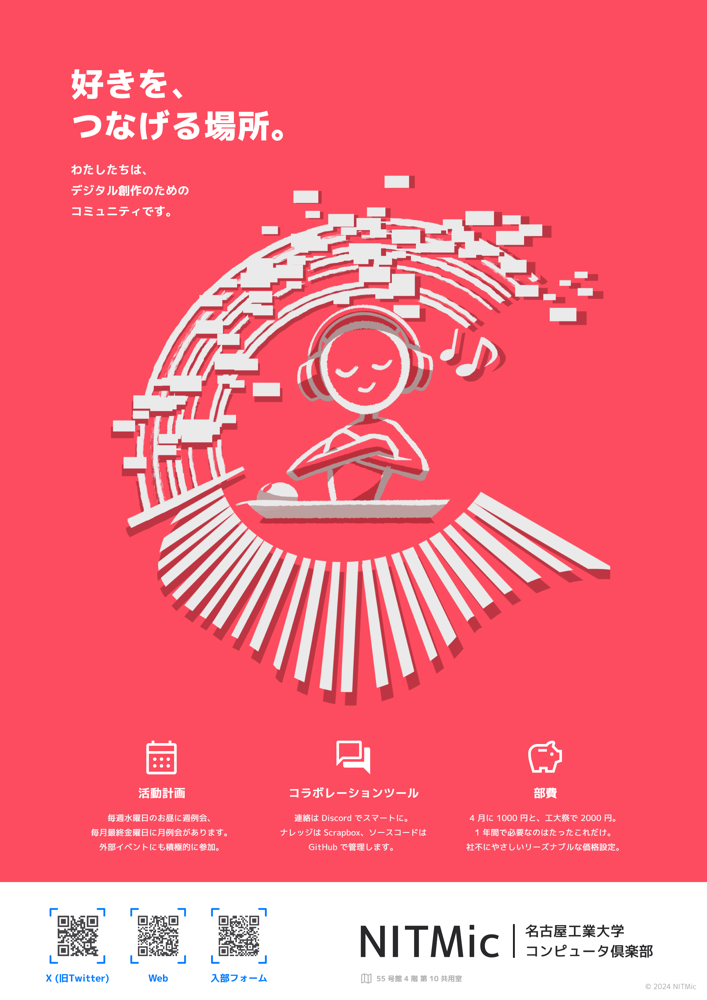 好きを、
つなげる場所。
わたしたちは、
デジタル創作のための
コミュニティです。
活動計画
毎週水曜日のお昼に週例会、
毎月最終金曜日に月例会があります。
外部イベントにも積極的に参加。
コラボレーションツール
連絡は Discord でスマートに。
ナレッジは Scrapbox、ソースコードは
GitHub で管理します。
部費
4 月に 1000 円と、工大祭で 2000 円。
1 年間で必要なのはたったこれだけ。
社不にやさしいリーズナブルな価格設定。
X (旧Twitter)
Web
入部フォーム
NITMic
名古屋工業大学
コンピュータ倶楽部
55 号館 4 階 第 10 共用室
© 2024 NITMic